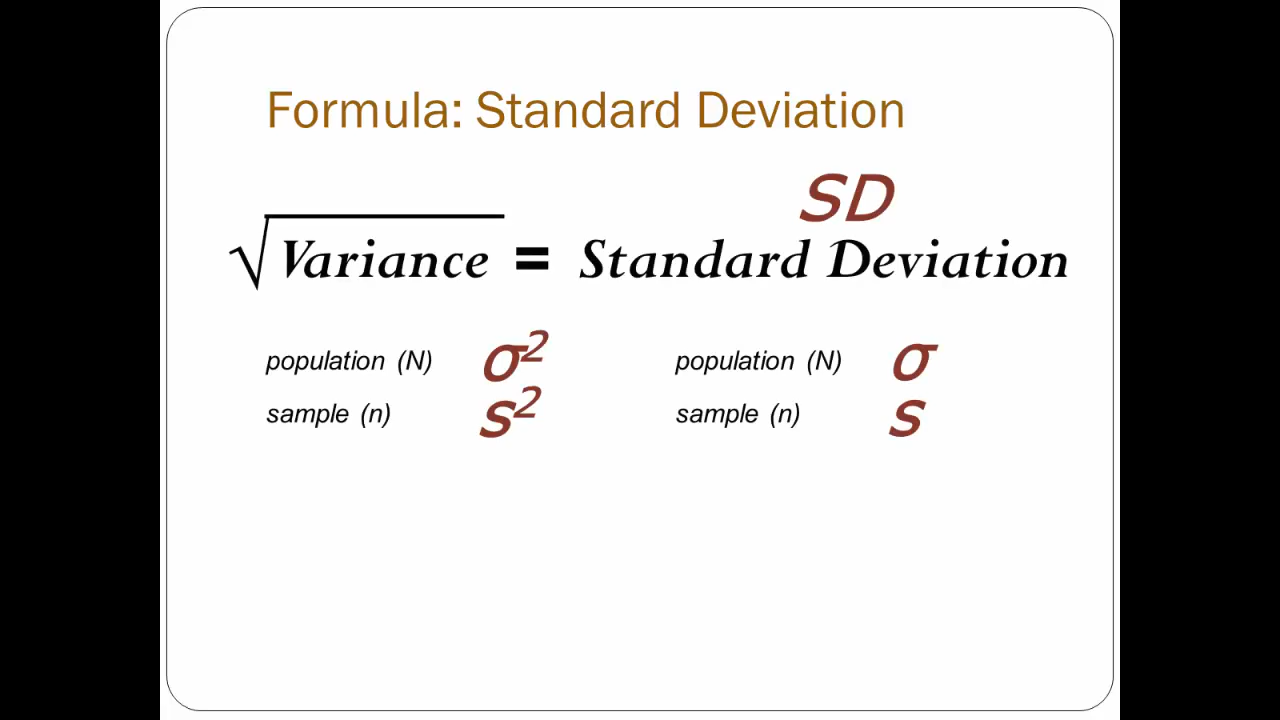 Formula: Standard Deviation
SD
√Variance = Standard Deviation
population (N) σ² population (N) σ
sample (n) s² sample (n) s